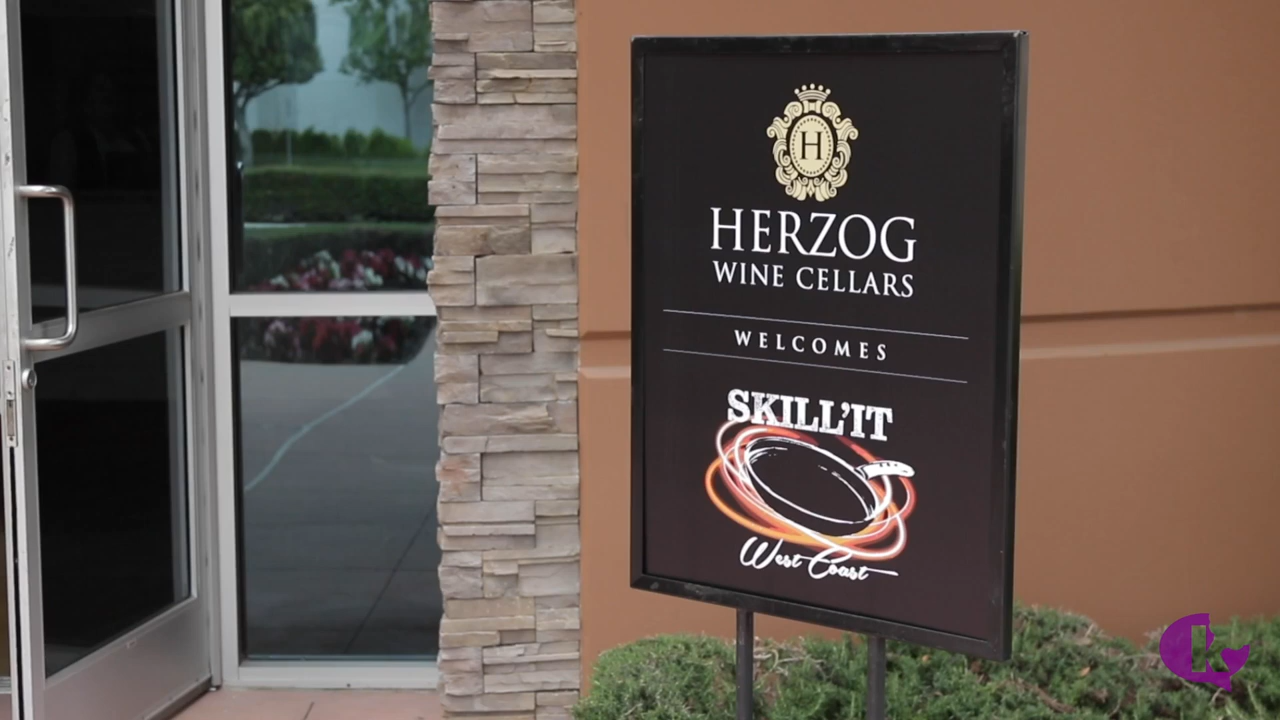 H
HERZOG
WINE CELLARS
WELCOMES
SKILL'IT
West Coast
k